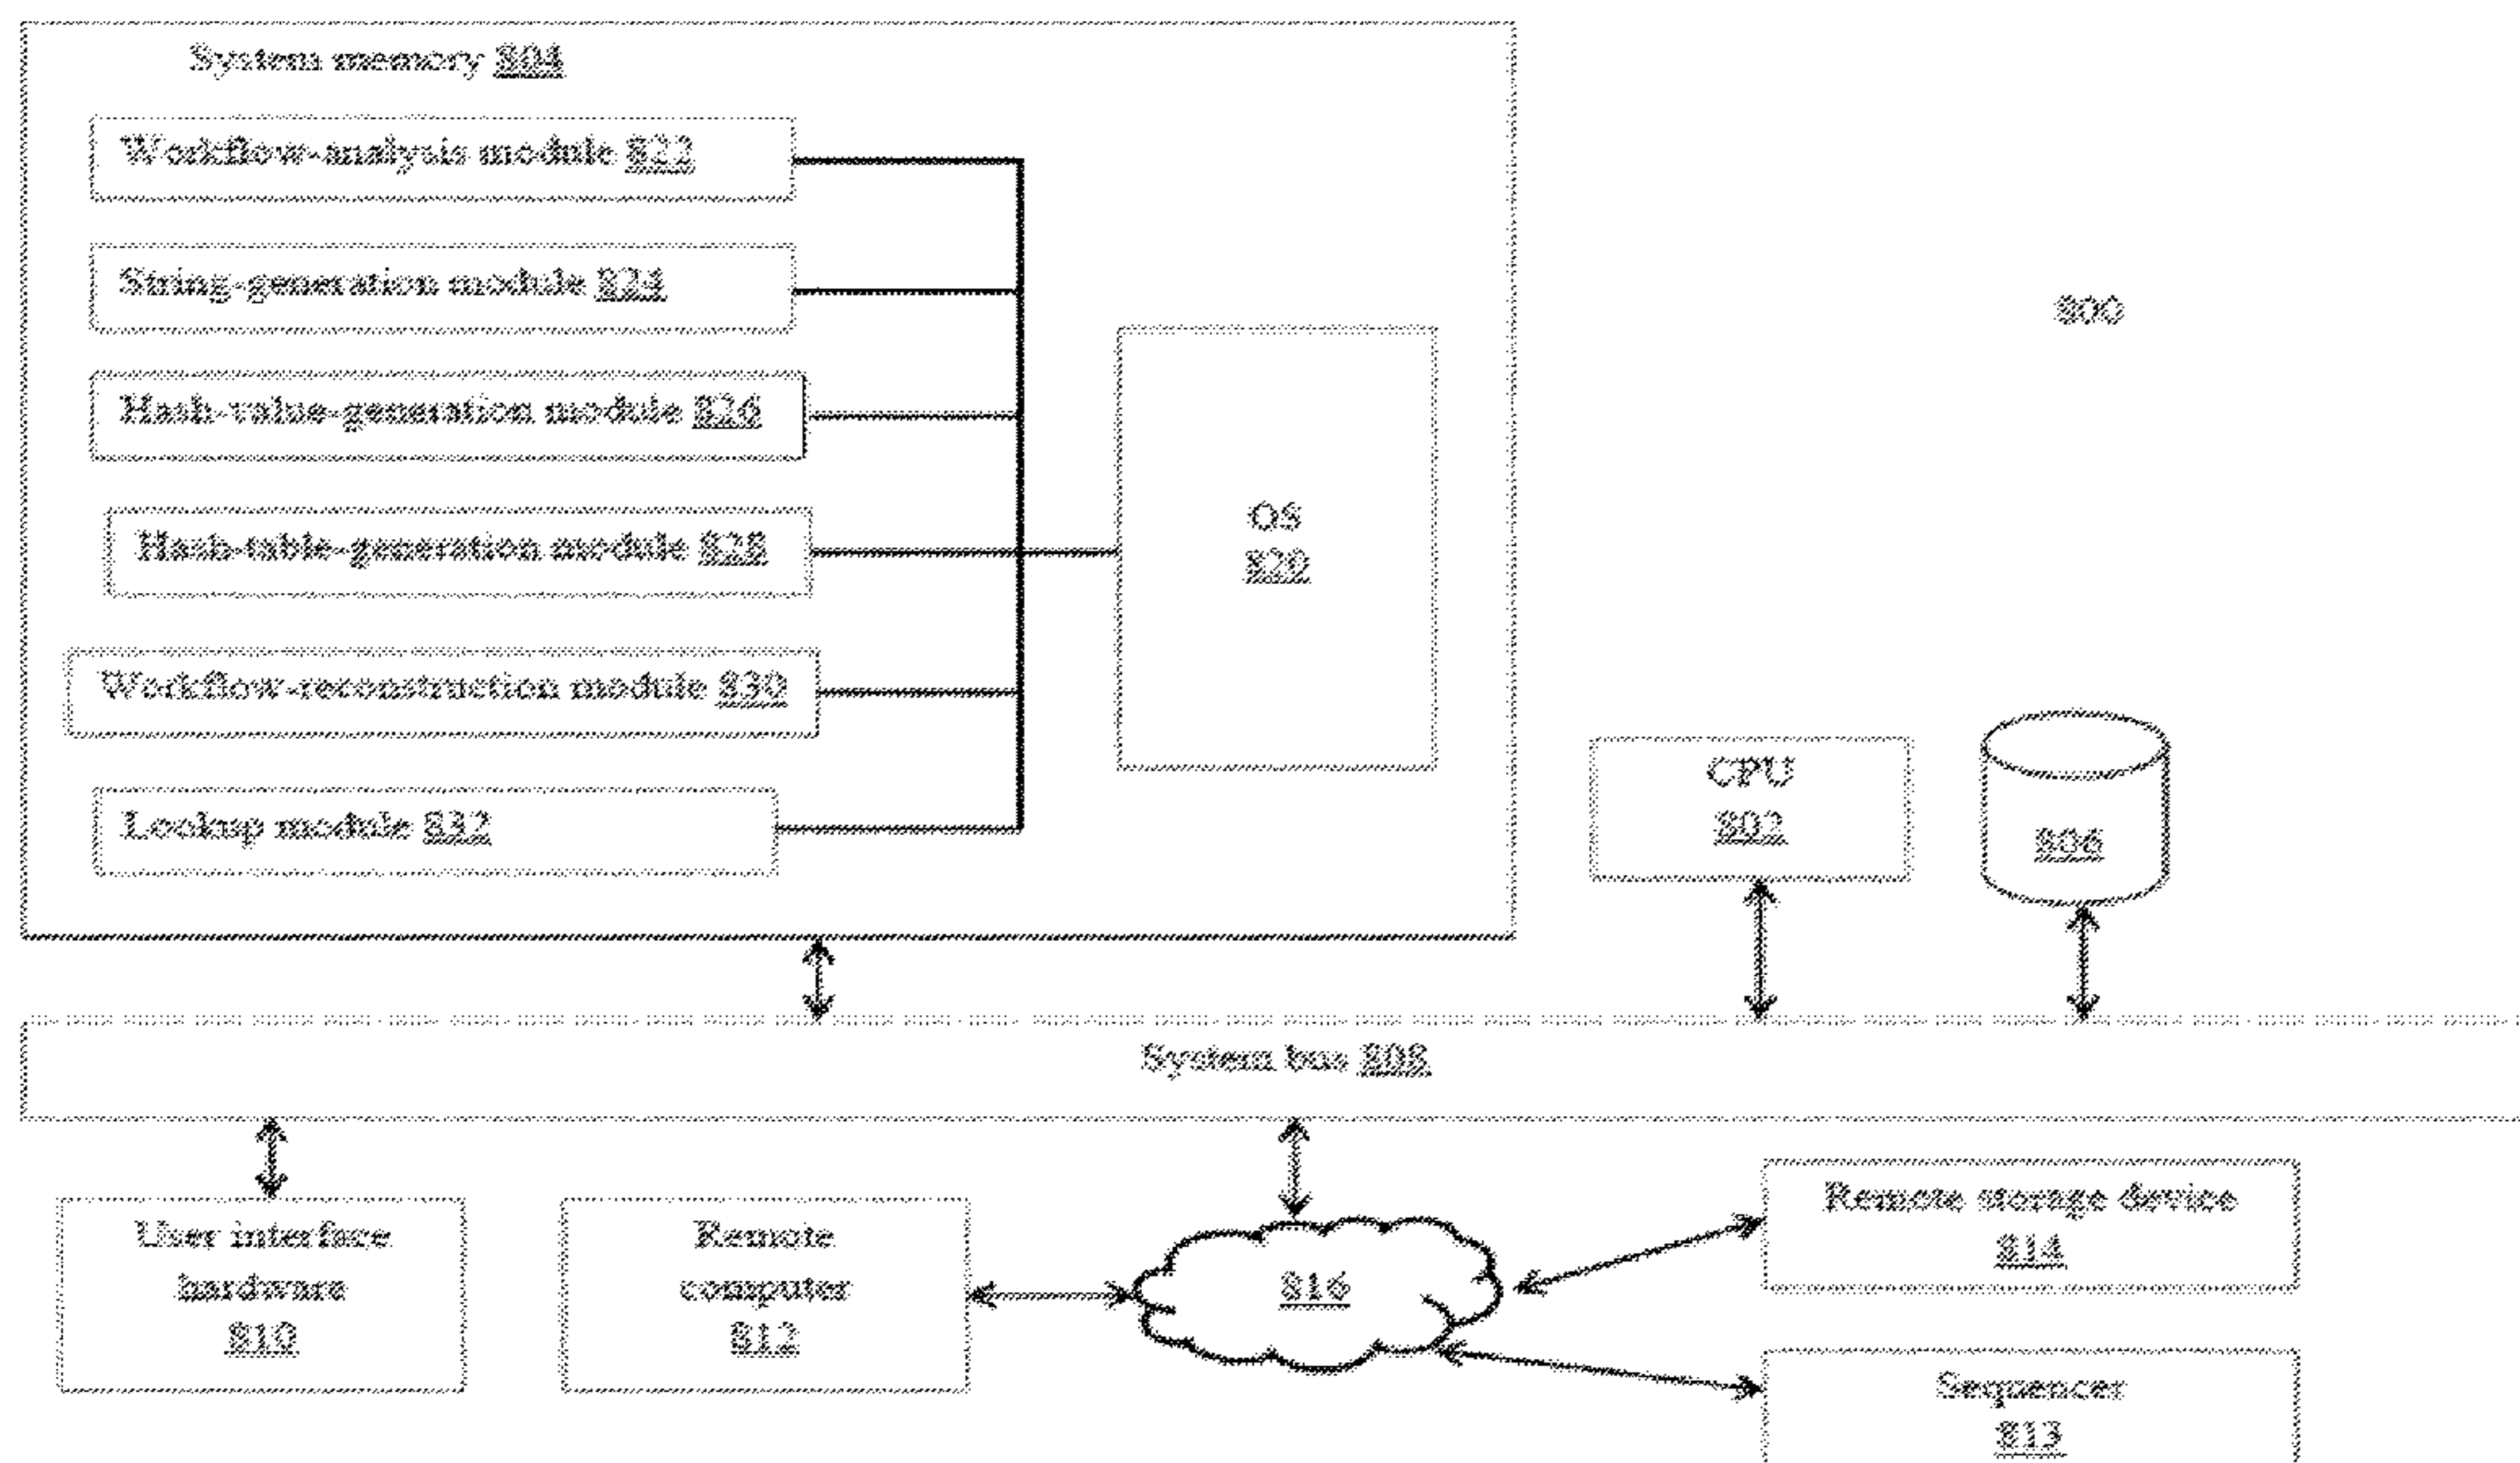 System memory 804
Workflow-analysis module 822
String-generation module 824
Hash-value-generation module 826
Hash-table-generation module 828
Workflow-reconstruction module 830
Lookup module 832
OS
820
800
CPU
802
806
System bus 808
User interface
hardware
810
Remote
computer
812
816
Remote storage device
814
Sequencer
813